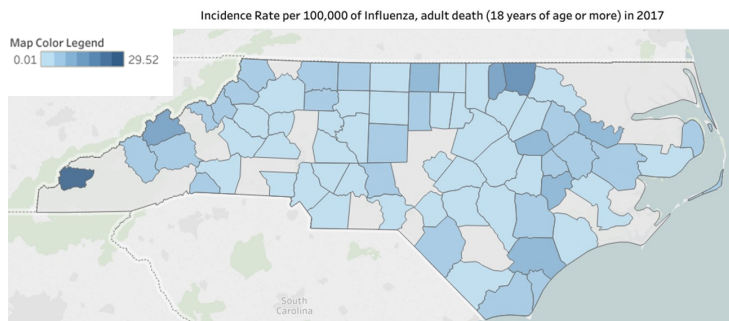 Incidence Rate per 100,000 of Influenza, adult death (18 years of age or more) in 2017
Map Color Legend
0.01 29.52
South
Carolina